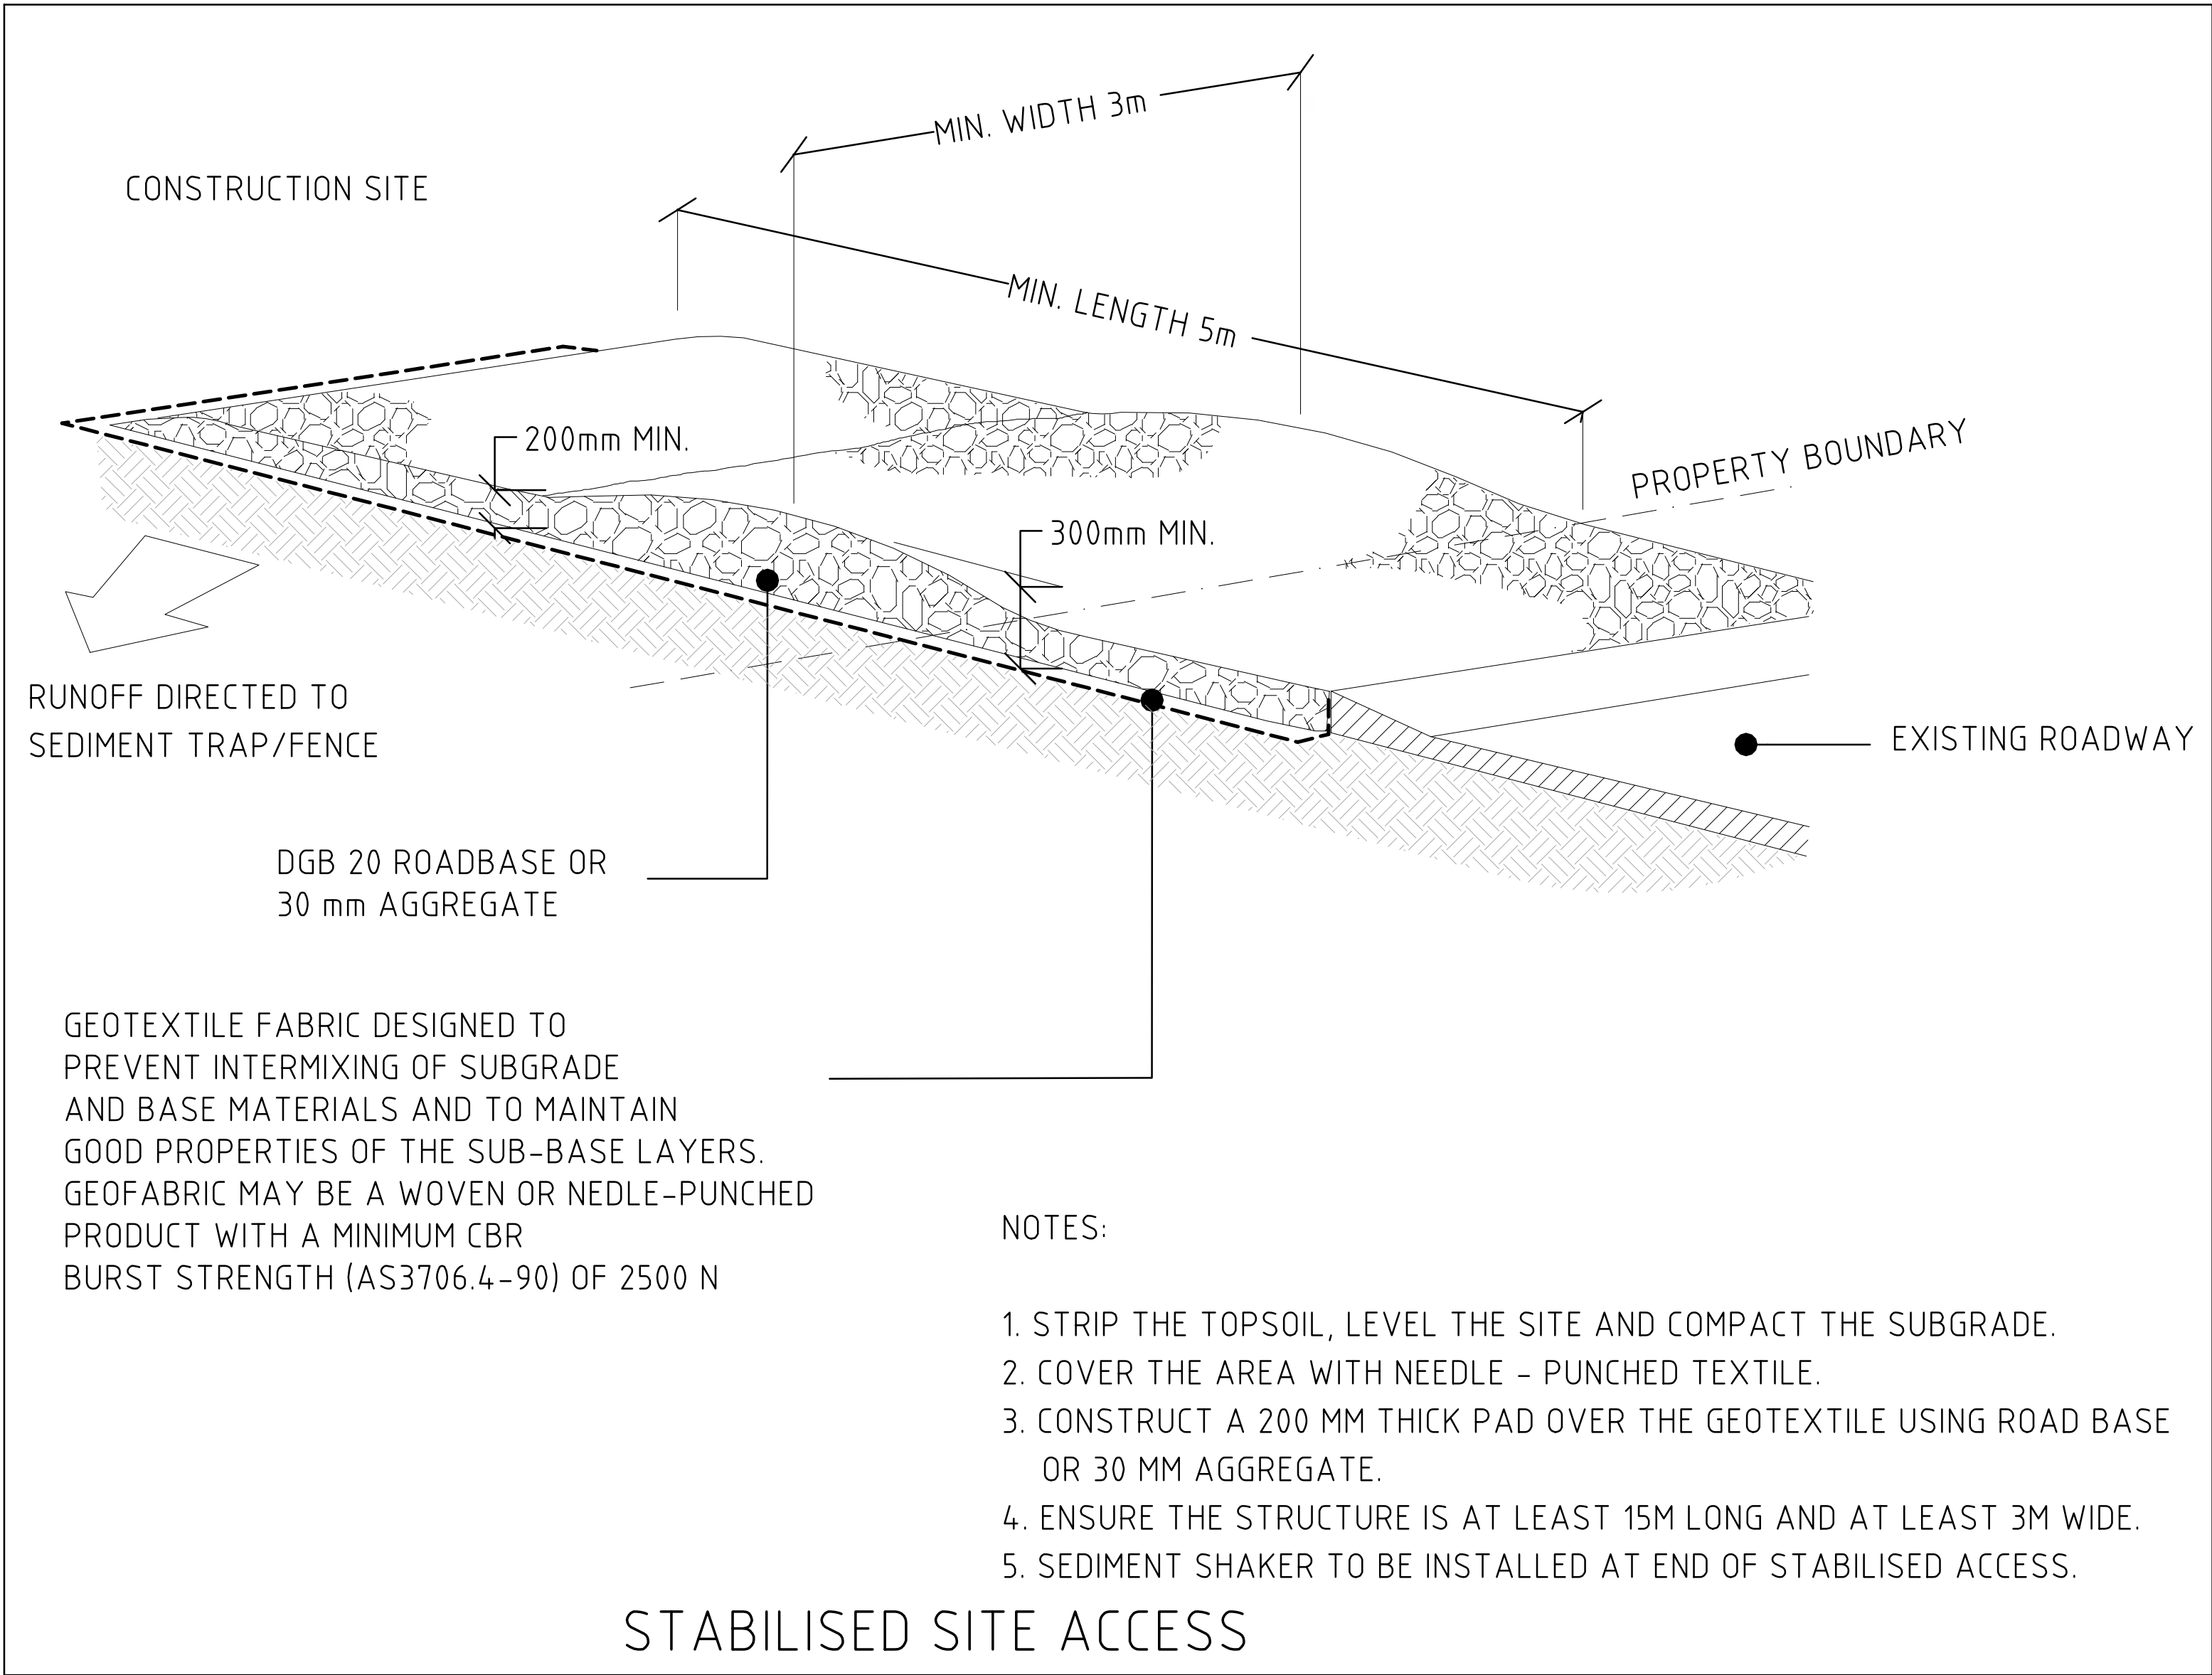 MIN. WIDTH 3m
CONSTRUCTION SITE
MIN. LENGTH 5m
200mm MIN.
PROPERTY BOUNDARY
300mm MIN.
RUNOFF DIRECTED TO
SEDIMENT TRAP/FENCE
EXISTING ROADWAY
DGB 20 ROADBASE OR
30 mm AGGREGATE
GEOTEXTILE FABRIC DESIGNED TO
PREVENT INTERMIXING OF SUBGRADE
AND BASE MATERIALS AND TO MAINTAIN
GOOD PROPERTIES OF THE SUB-BASE LAYERS.
GEOFABRIC MAY BE A WOVEN OR NEDLE-PUNCHED
PRODUCT WITH A MINIMUM CBR
BURST STRENGTH (AS3706.4-90) OF 2500 N
NOTES:
1. STRIP THE TOPSOIL, LEVEL THE SITE AND COMPACT THE SUBGRADE.
2. COVER THE AREA WITH NEEDLE - PUNCHED TEXTILE.
3. CONSTRUCT A 200 MM THICK PAD OVER THE GEOTEXTILE USING ROAD BASE
OR 30 MM AGGREGATE.
4. ENSURE THE STRUCTURE IS AT LEAST 15M LONG AND AT LEAST 3M WIDE.
5. SEDIMENT SHAKER TO BE INSTALLED AT END OF STABILISED ACCESS.
STABILISED SITE ACCESS